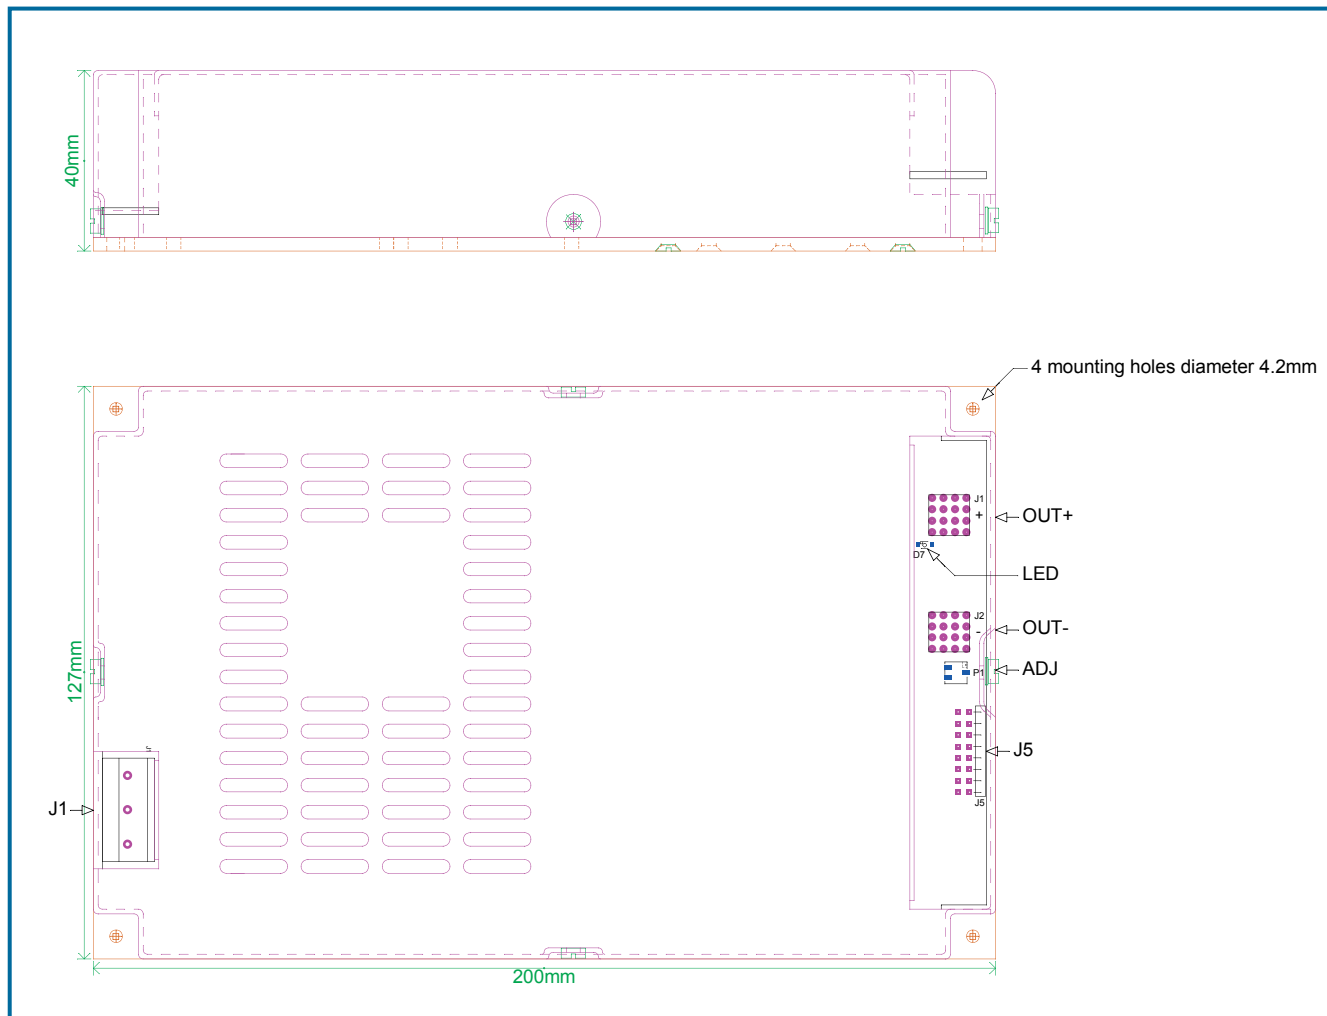 40mm
4 mounting holes diameter 4.2mm
J1
+
OUT+
D7
LED
J2
-
OUT-
P1
ADJ
127mm
J5
J1
J5
200mm